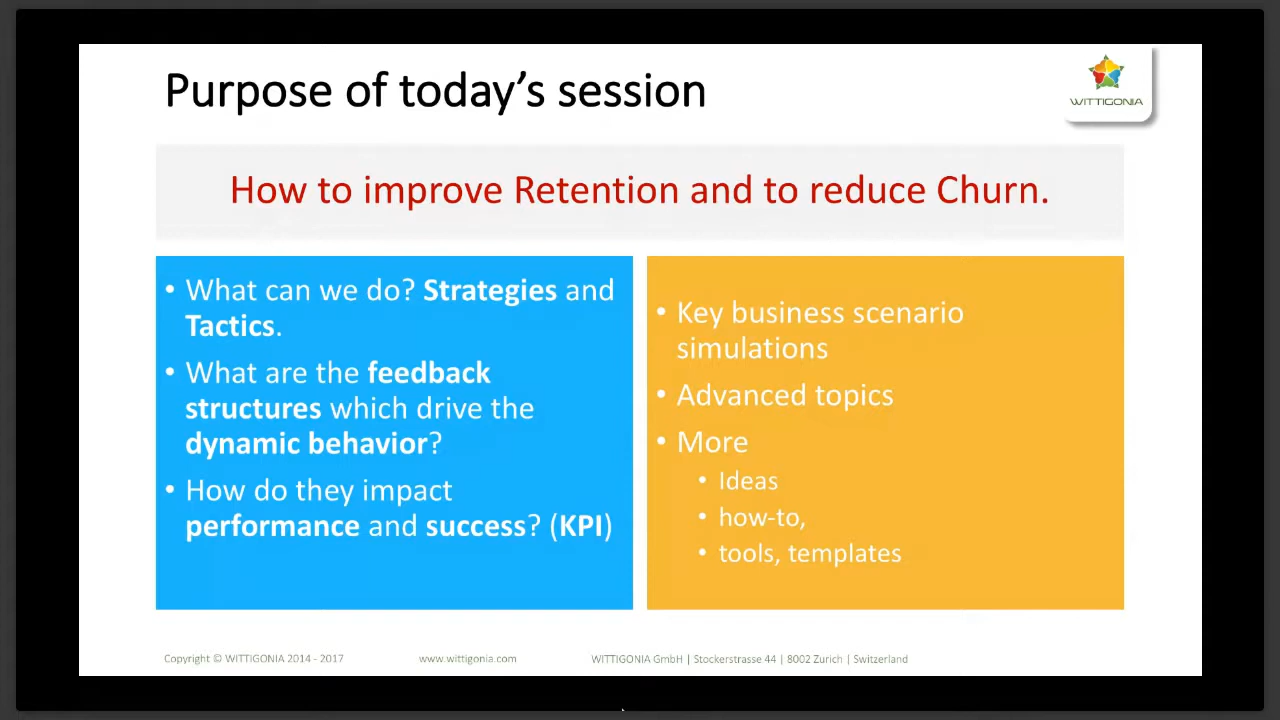 Purpose of today's session
WITTIGONIA
How to improve Retention and to reduce Churn.
• What can we do? Strategies and
Tactics.
• What are the feedback
structures which drive the
dynamic behavior?
• How do they impact
performance and success? (KPI)
• Key business scenario
simulations
• Advanced topics
• More
• Ideas
• how-to,
• tools, templates
Copyright © WITTIGONIA 2014 - 2017 www.wittigonia.com WITTIGONIA GmbH | Stockerstrasse 44 | 8002 Zurich | Switzerland